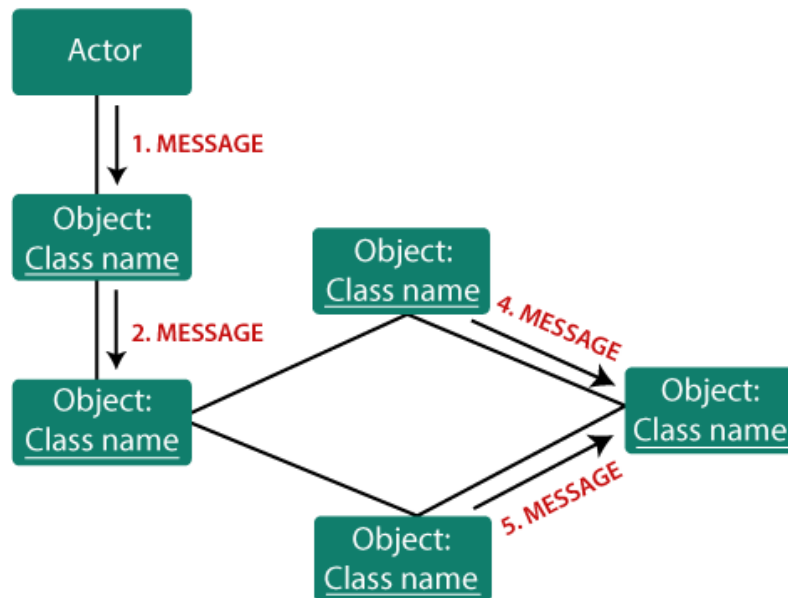 Actor
1. MESSAGE
Object:
Class name
2. MESSAGE
Object:
Class name
Object:
Class name
4. MESSAGE
Object:
Class name
5. MESSAGE
Object:
Class name